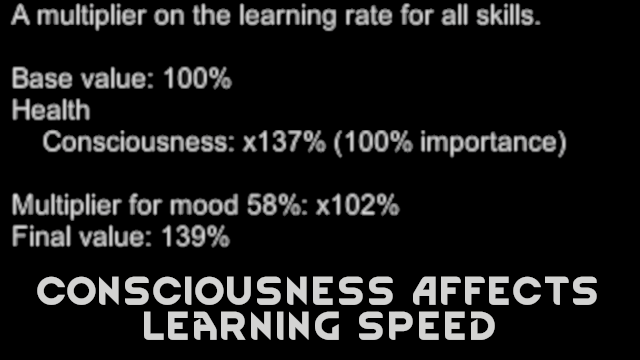 A multiplier on the learning rate for all skills.
Base value: 100%
Health
Consciousness: x137% (100% importance)
Multiplier for mood 58%: x102%
Final value: 139%
CONSCIOUSNESS AFFECTS
LEARNING SPEED